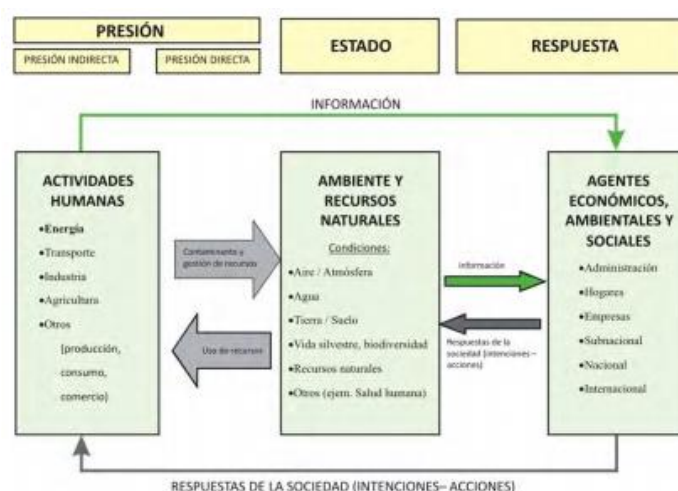 PRESIÓN
PRESIÓN INDIRECTA
PRESIÓN DIRECTA
ESTADO
RESPUESTA
INFORMACIÓN
ACTIVIDADES
HUMANAS
•Energía
•Transporte
•Industria
•Agricultura
•Otros
(producción,
consumo,
comercio)
Contaminante y
gestión de recursos
Uso de recursos
AMBIENTE Y
RECURSOS
NATURALES
Condiciones:
•Aire / Atmósfera
•Agua
•Tierra / Suelo
•Vida silvestre, biodiversidad
•Recursos naturales
•Otros (ejem. Salud humana)
Información
Respuestas de la
sociedad (intenciones –
acciones)
AGENTES
ECONÓMICOS,
AMBIENTALES Y
SOCIALES
•Administración
•Hogares
•Empresas
•Subnacional
•Nacional
•Internacional
RESPUESTAS DE LA SOCIEDAD (INTENCIONES– ACCIONES)